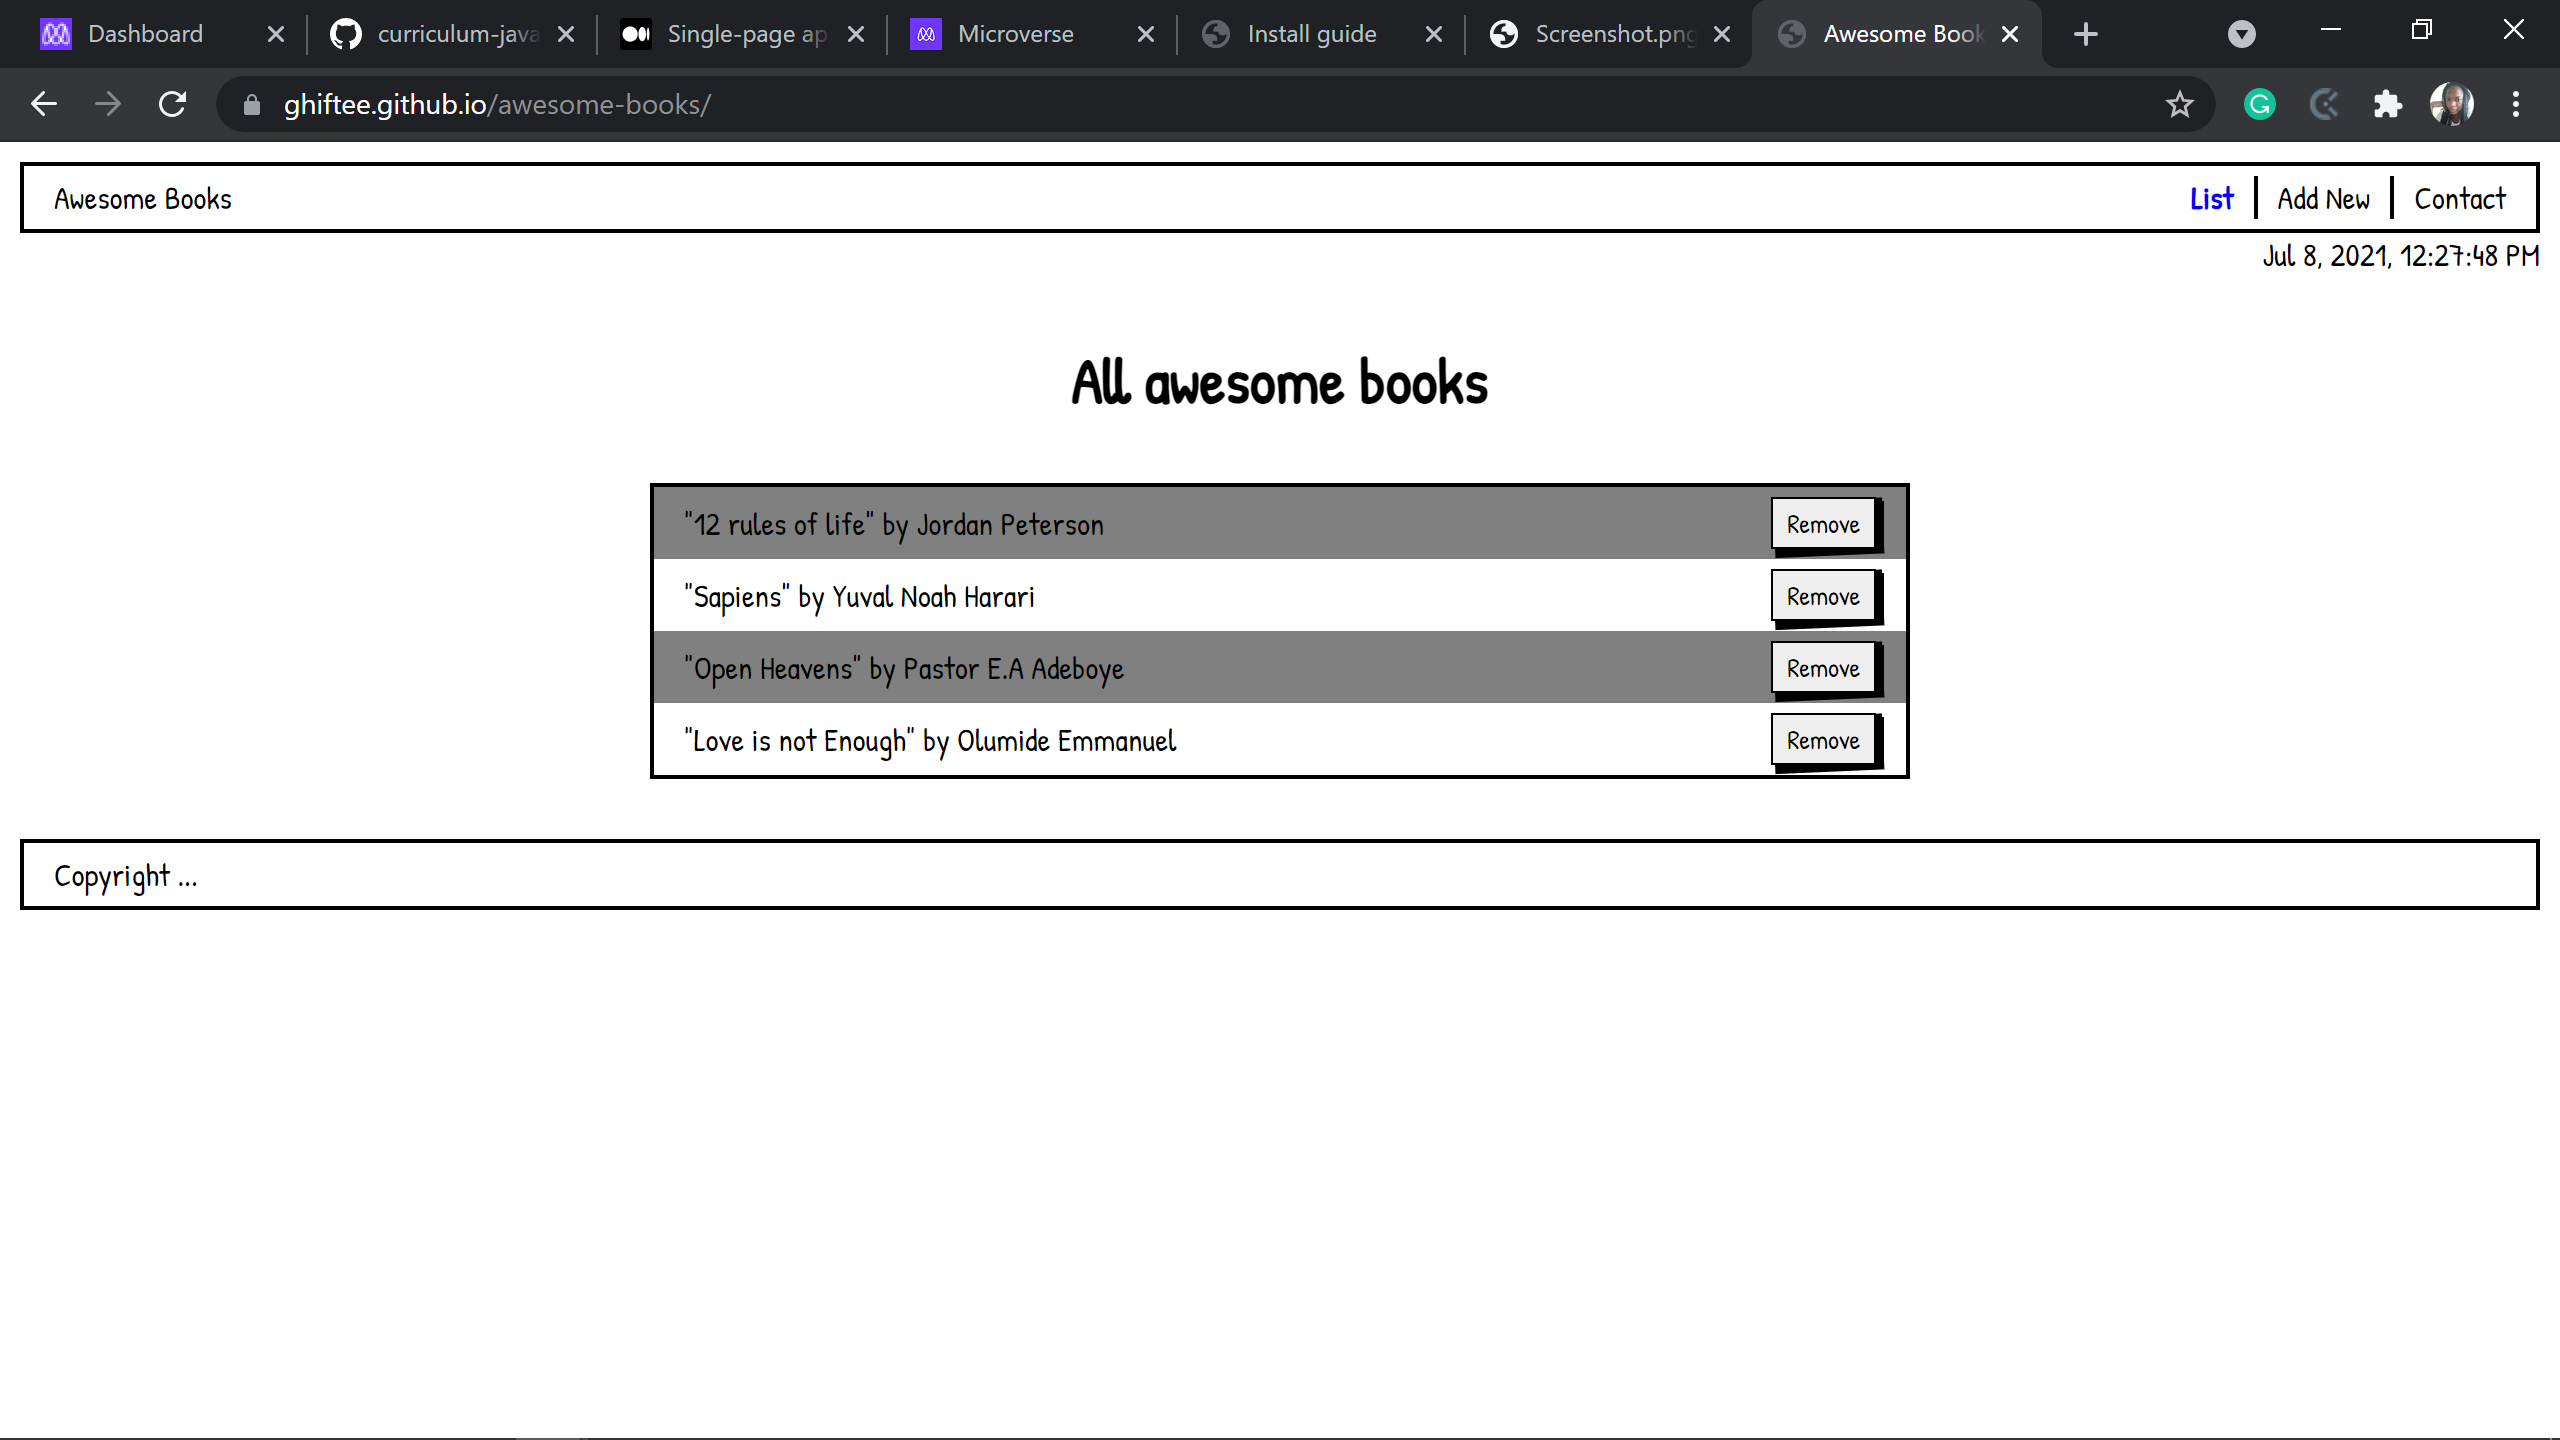 Dashboard
curriculum-java
Single-page ap
Microverse
Install guide
Screenshot.png
Awesome Book
ghiftee.github.io/awesome-books/
Awesome Books
List
Add New
Contact
Jul 8, 2021, 12:27:48 PM
All awesome books
"12 rules of life" by Jordan Peterson
Remove
"Sapiens" by Yuval Noah Harari
Remove
"Open Heavens" by Pastor E.A Adeboye
Remove
"Love is not Enough" by Olumide Emmanuel
Remove
Copyright ...